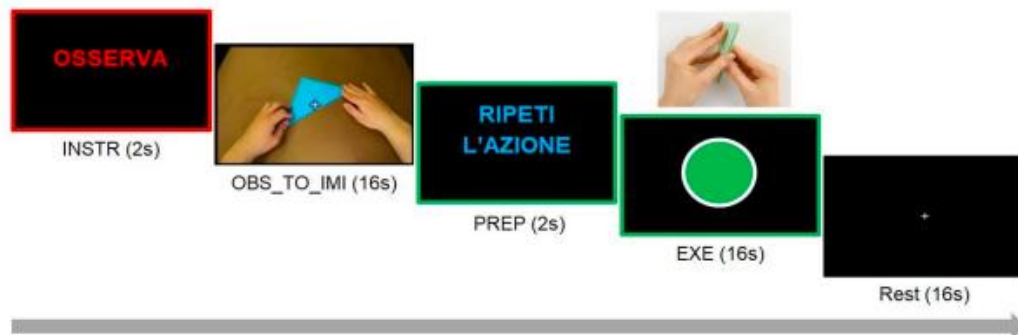 OSSERVA
INSTR (2s)
OBS_TO_IMI (16s)
RIPETI
L'AZIONE
PREP (2s)
EXE (16s)
Rest (16s)